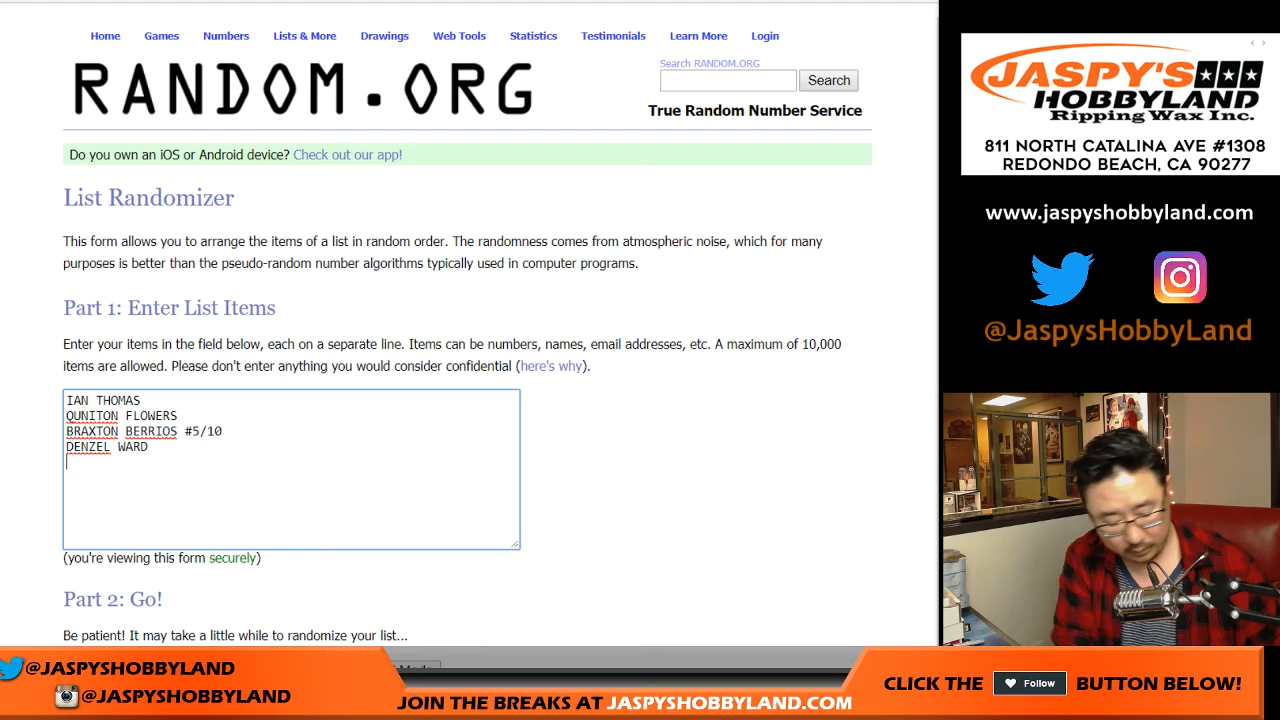 Home Games Numbers Lists & More Drawings Web Tools Statistics Testimonials Learn More Login
RANDOM.ORG
Search RANDOM.ORG
Search
True Random Number Service
Do you own an iOS or Android device? Check out our app!
List Randomizer
This form allows you to arrange the items of a list in random order. The randomness comes from atmospheric noise, which for many
purposes is better than the pseudo-random number algorithms typically used in computer programs.
Part 1: Enter List Items
Enter your items in the field below, each on a separate line. Items can be numbers, names, email addresses, etc. A maximum of 10,000
items are allowed. Please don't enter anything you would consider confidential (here's why).
IAN THOMAS
QUNITON FLOWERS
BRAXTON BERRIOS #5/10
DENZEL WARD
(you're viewing this form securely)
Part 2: Go!
Be patient! It may take a little while to randomize your list...
JASPY'S
HOBBYLAND
Ripping Wax Inc.
811 NORTH CATALINA AVE #1308
REDONDO BEACH, CA 90277
www.jaspyshobbyland.com
@JaspysHobbyLand
@JASPYSHOBBYLAND
@JASPYSHOBBYLAND
JOIN THE BREAKS AT JASPYSHOBBYLAND.COM
CLICK THE Follow BUTTON BELOW!